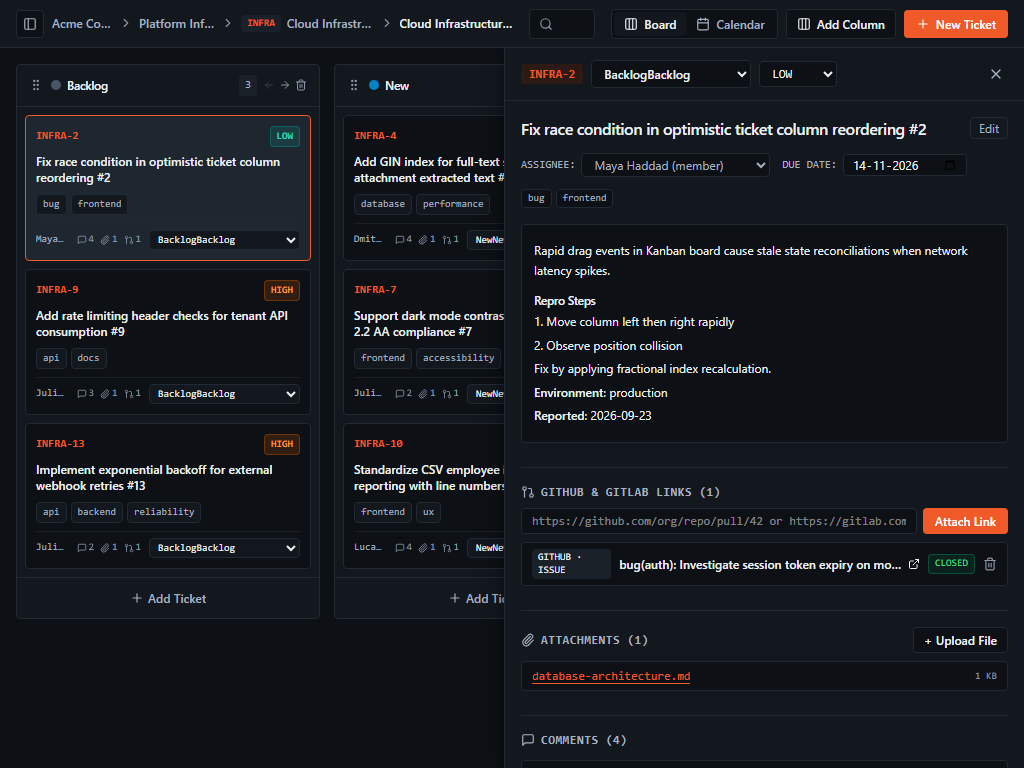 Acme Co...
Platform Inf...
INFRA
Cloud Infrastr...
Cloud Infrastructur...
Board
Calendar
Add Column
New Ticket
Backlog
3
INFRA-2
LOW
Fix race condition in optimistic ticket column
reordering #2
bug
frontend
Maya...
4
1
1
BacklogBacklog
INFRA-9
HIGH
Add rate limiting header checks for tenant API
consumption #9
api
docs
Juli...
3
1
1
BacklogBacklog
INFRA-13
HIGH
Implement exponential backoff for external
webhook retries #13
api
backend
reliability
Juli...
2
1
1
BacklogBacklog
+ Add Ticket
New
INFRA-4
Add GIN index for full-text
attachment extracted text #
database
performance
Dmit...
4
1
1
NewNe
INFRA-7
Support dark mode contras
2.2 AA compliance #7
frontend
accessibility
Juli...
2
1
1
NewNe
INFRA-10
Standardize CSV employee
reporting with line numbers
frontend
ux
Luca...
4
1
1
NewNe
+ Add Ti
INFRA-2
BacklogBacklog
LOW
Fix race condition in optimistic ticket column reordering #2
Edit
ASSIGNEE:
Maya Haddad (member)
DUE DATE:
14-11-2026
bug
frontend
Rapid drag events in Kanban board cause stale state reconciliations when network
latency spikes.
Repro Steps
1. Move column left then right rapidly
2. Observe position collision
Fix by applying fractional index recalculation.
Environment: production
Reported: 2026-09-23
GITHUB & GITLAB LINKS (1)
https://github.com/org/repo/pull/42 or https://gitlab.com
Attach Link
GITHUB ·
ISSUE
bug(auth): Investigate session token expiry on mo...
CLOSED
ATTACHMENTS (1)
+ Upload File
database-architecture.md
1 KB
COMMENTS (4)